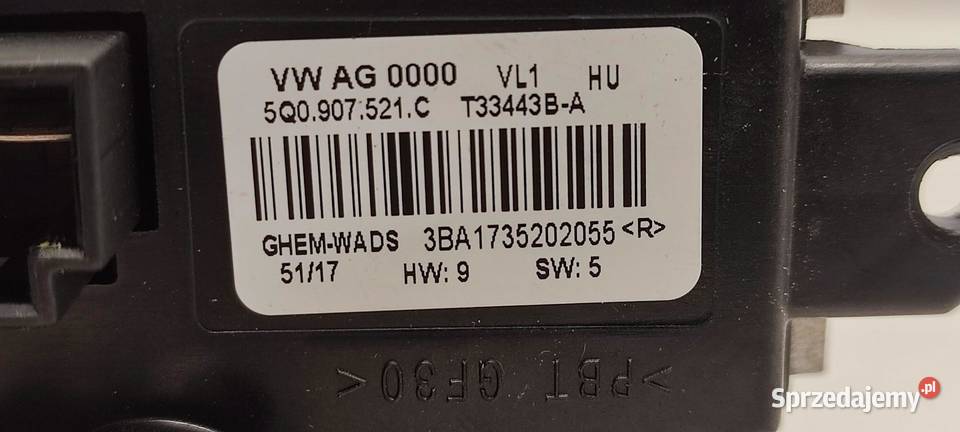 VW AG 0000 VL1 HU
5Q0.907.521.C T33443B-A
GHEM-WADS 3BA1735202055 <R>
51/17 HW: 9 SW: 5
>PBT GF30<
Sprzedajemy.pl